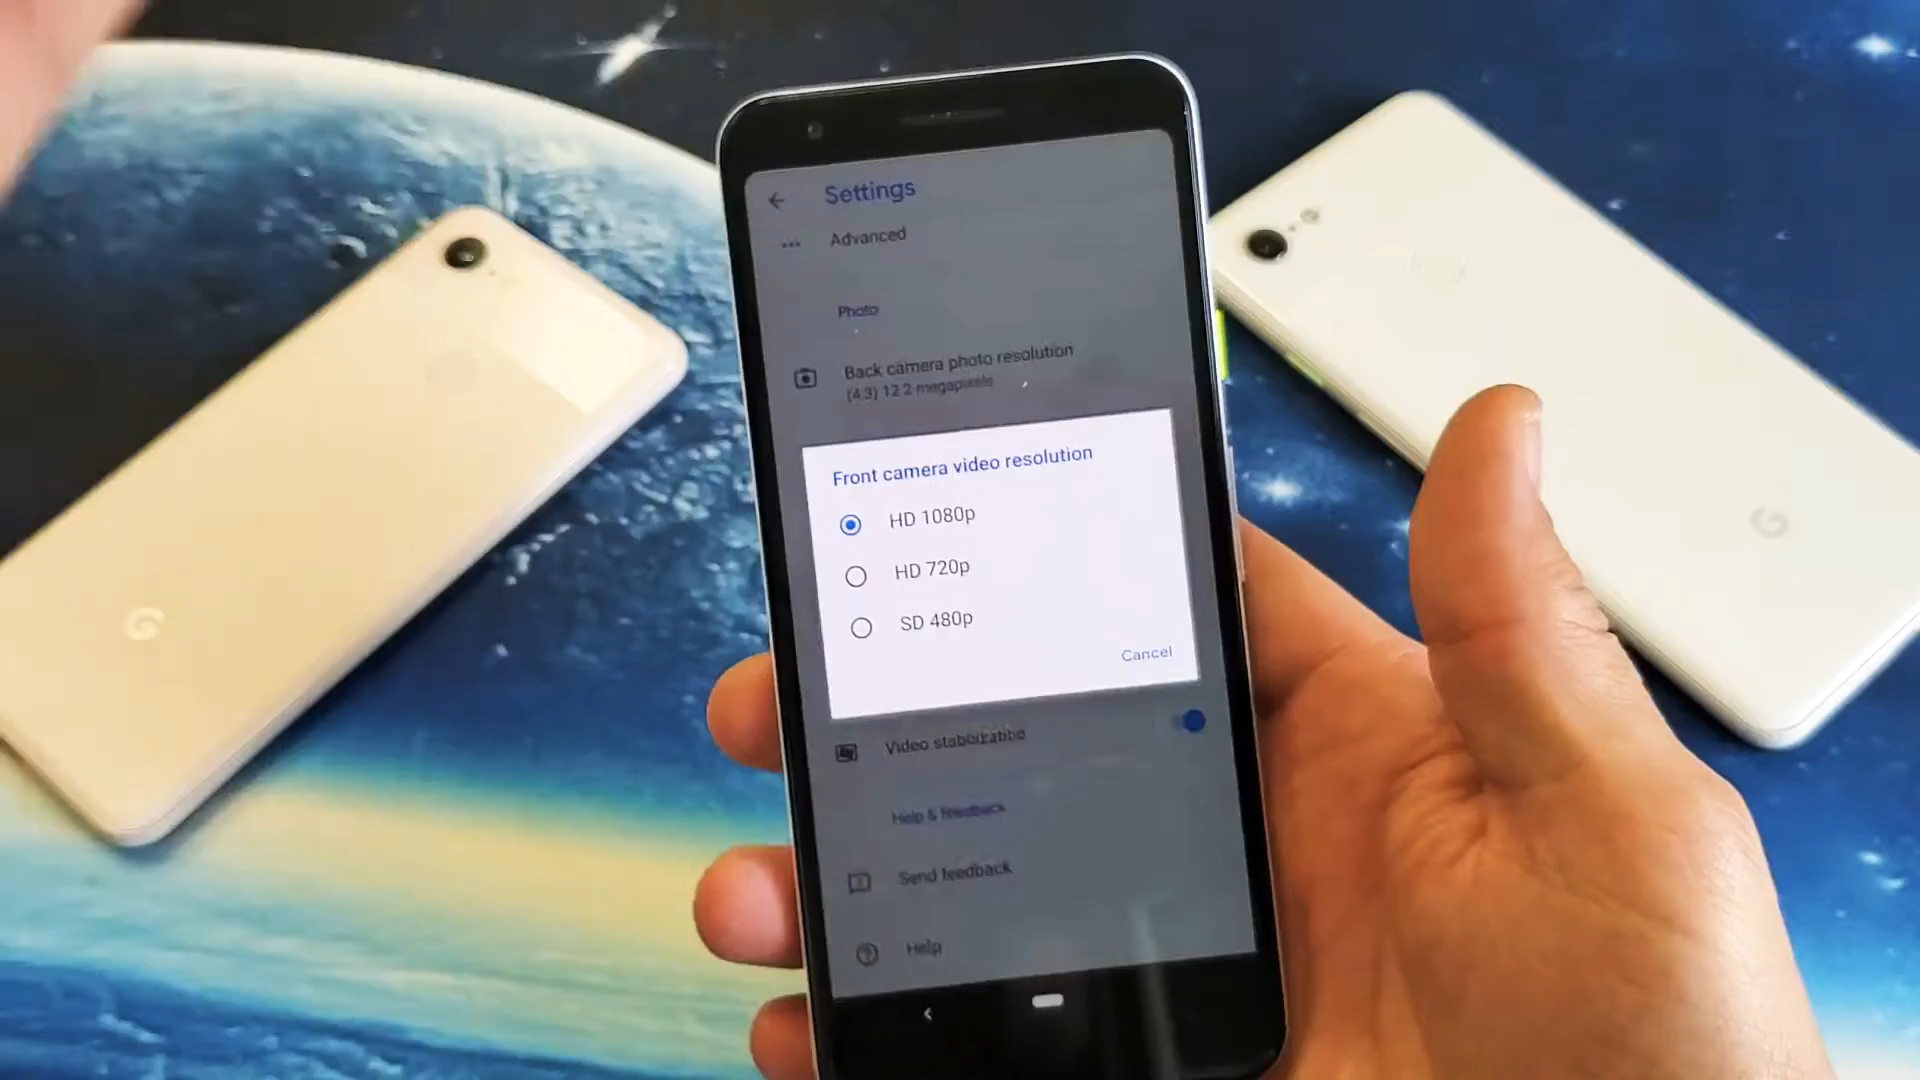 Settings
Advanced
Photo
Back camera photo resolution
(4:3) 12.2 megapixels
Front camera video resolution
HD 1080p
HD 720p
SD 480p
Cancel
Video
Help & feedback
Send feedback
Help
G
G